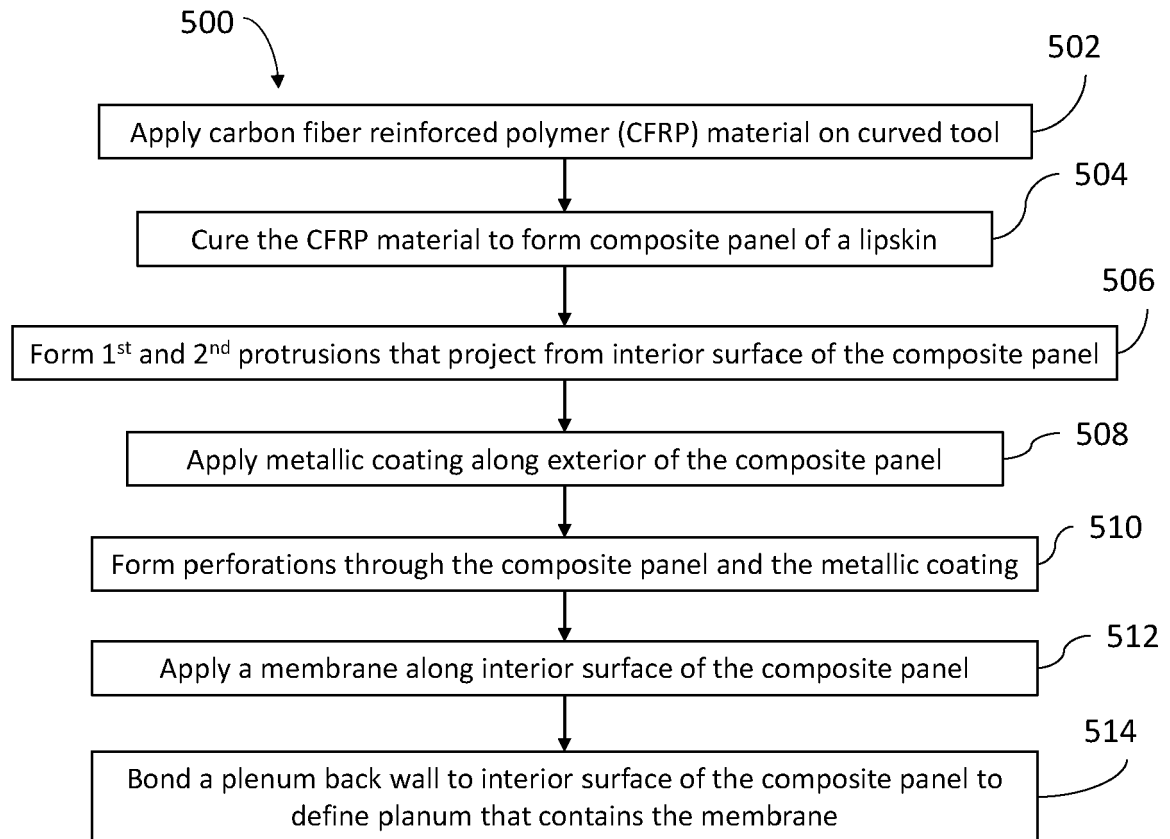 500
502
Apply carbon fiber reinforced polymer (CFRP) material on curved tool
504
Cure the CFRP material to form composite panel of a lipskin
506
Form 1st and 2nd protrusions that project from interior surface of the composite panel
508
Apply metallic coating along exterior of the composite panel
510
Form perforations through the composite panel and the metallic coating
512
Apply a membrane along interior surface of the composite panel
514
Bond a plenum back wall to interior surface of the composite panel to
define planum that contains the membrane